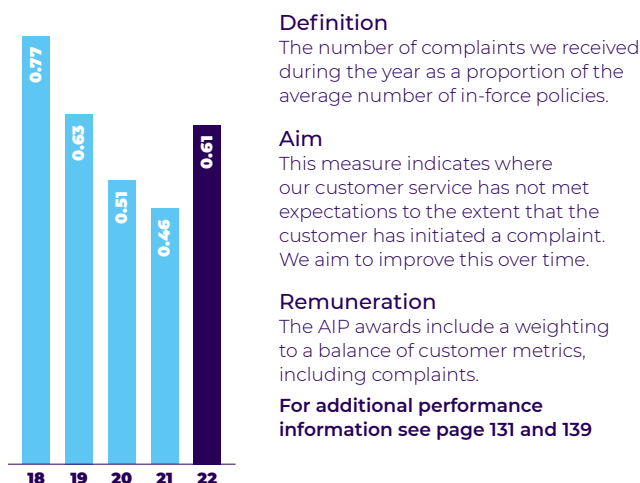 0.77
0.63
0.51
0.46
0.61
18 19 20 21 22
Definition
The number of complaints we received
during the year as a proportion of the
average number of in-force policies.
Aim
This measure indicates where
our customer service has not met
expectations to the extent that the
customer has initiated a complaint.
We aim to improve this over time.
Remuneration
The AIP awards include a weighting
to a balance of customer metrics,
including complaints.
For additional performance
information see page 131 and 139